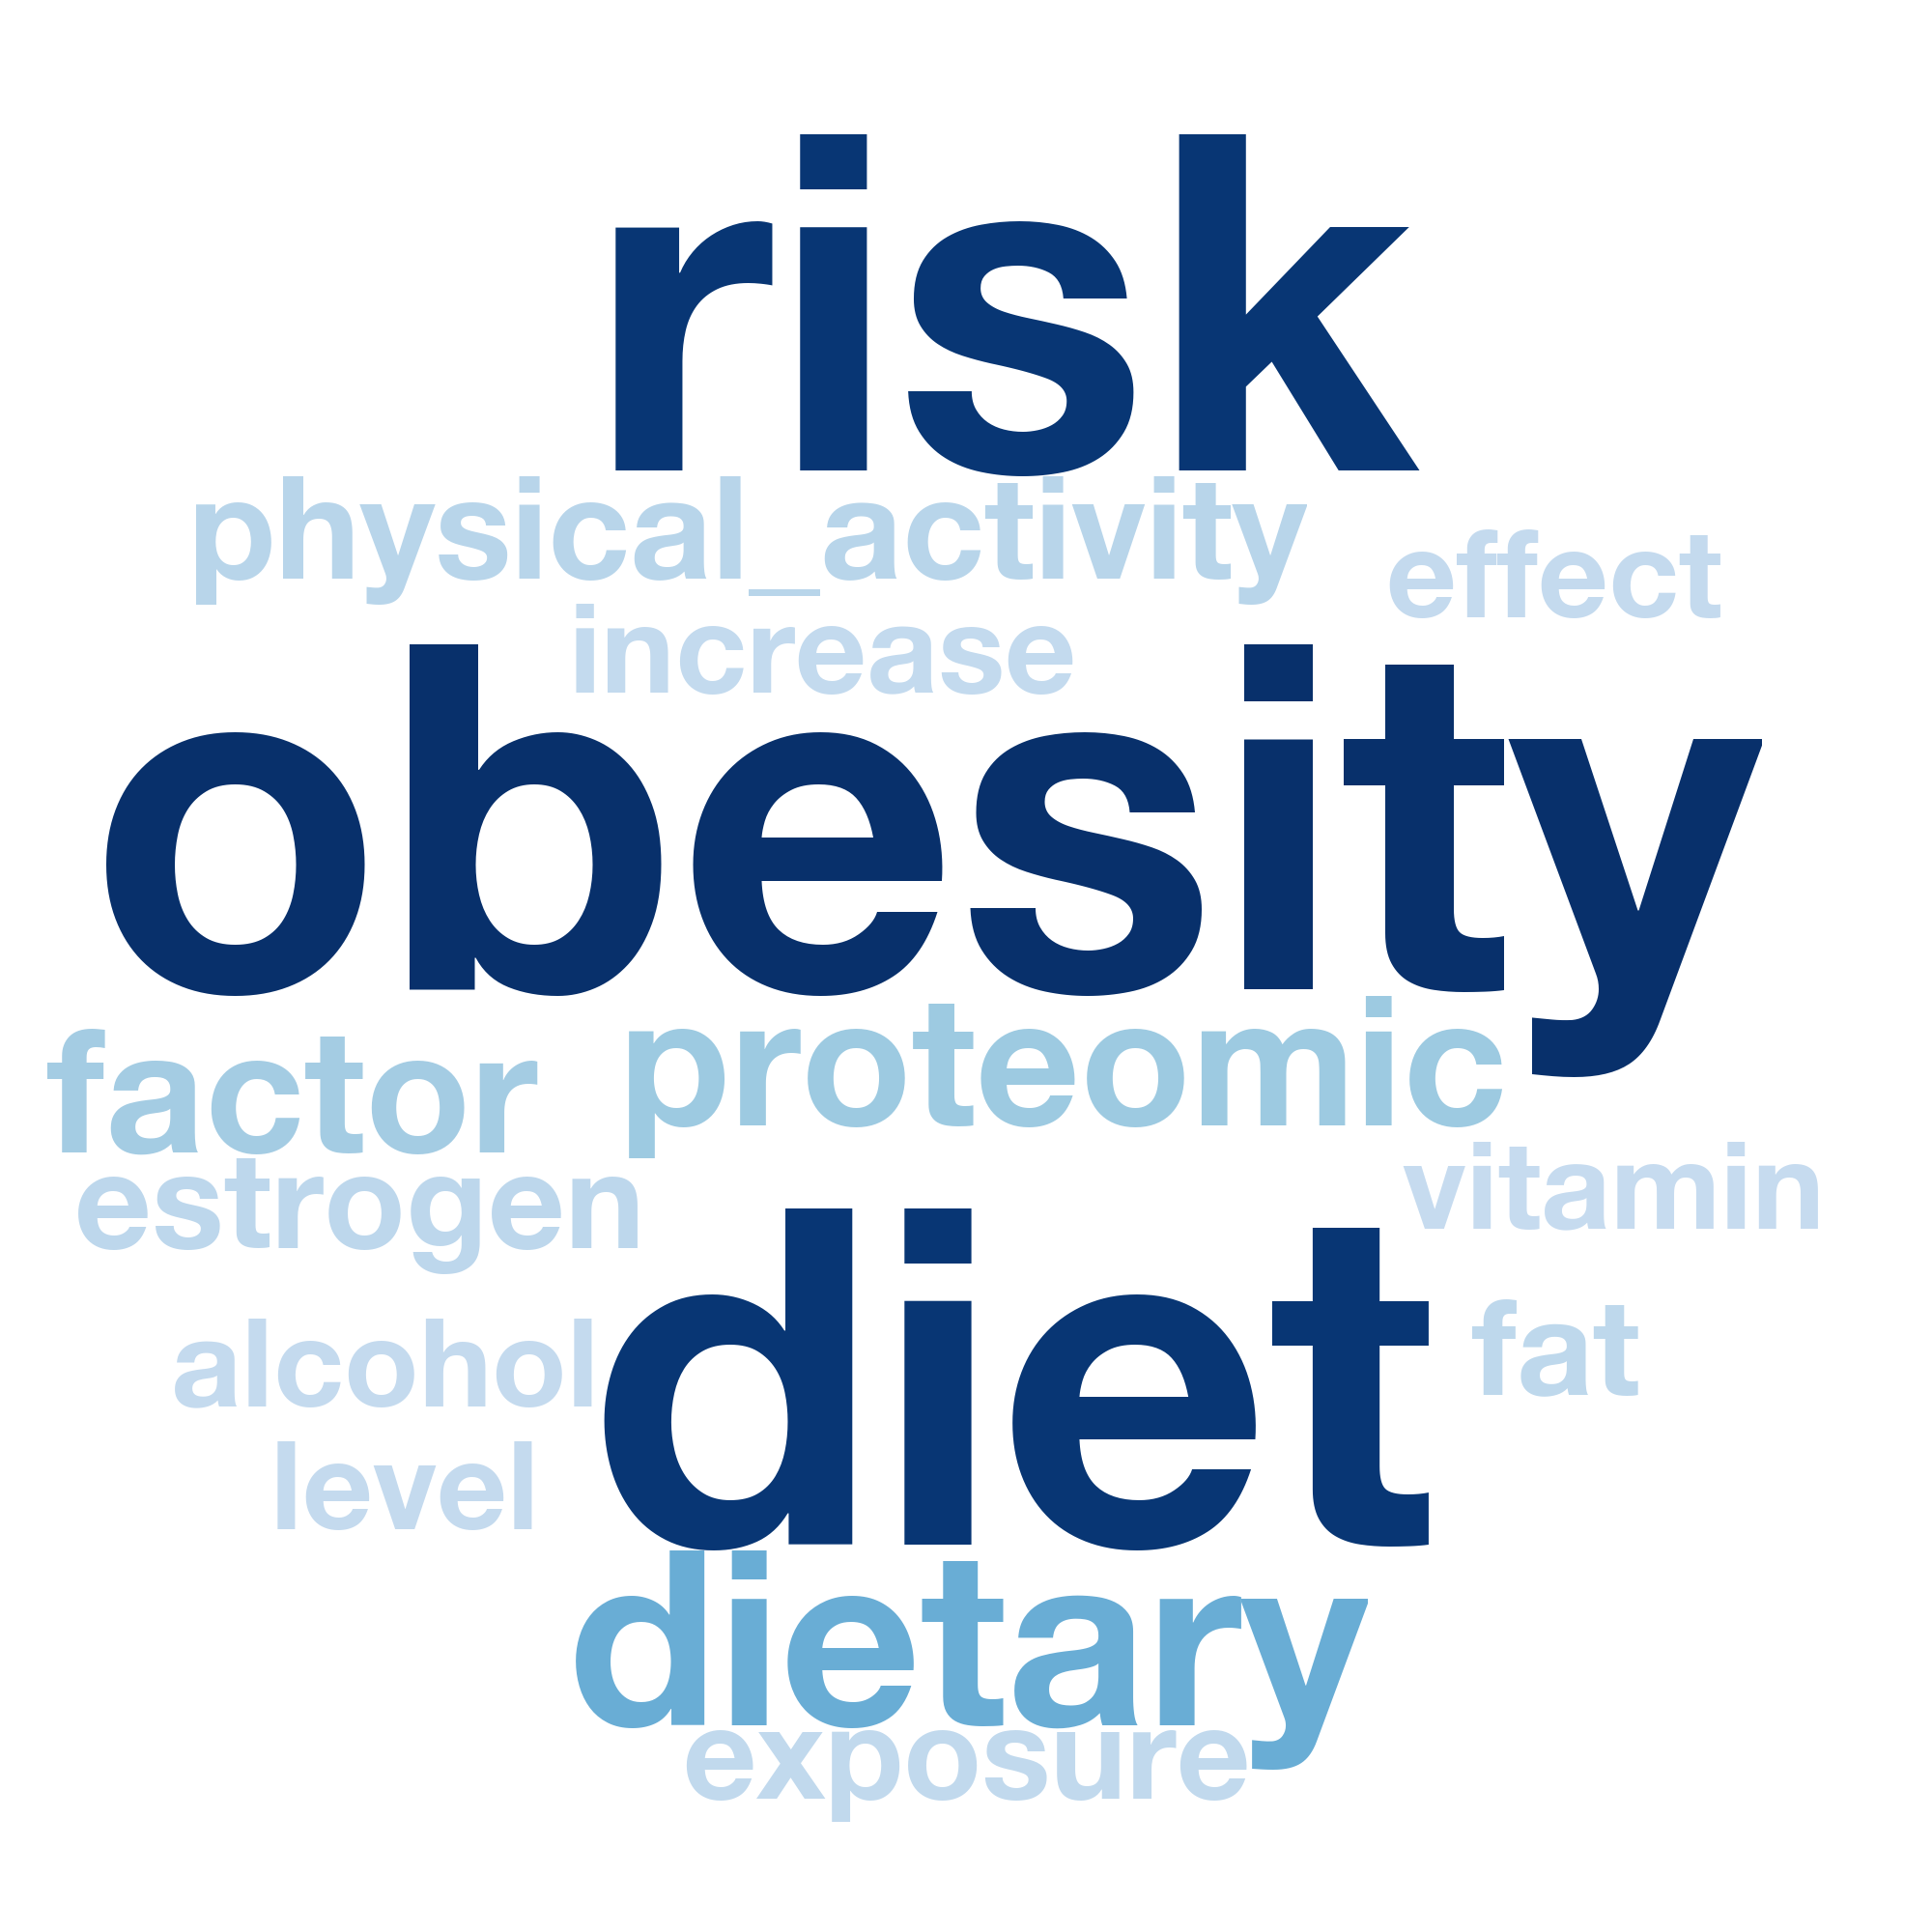 risk
physical_activity
effect
increase
obesity
factor proteomic
estrogen
vitamin
diet
alcohol
fat
level
dietary
exposure